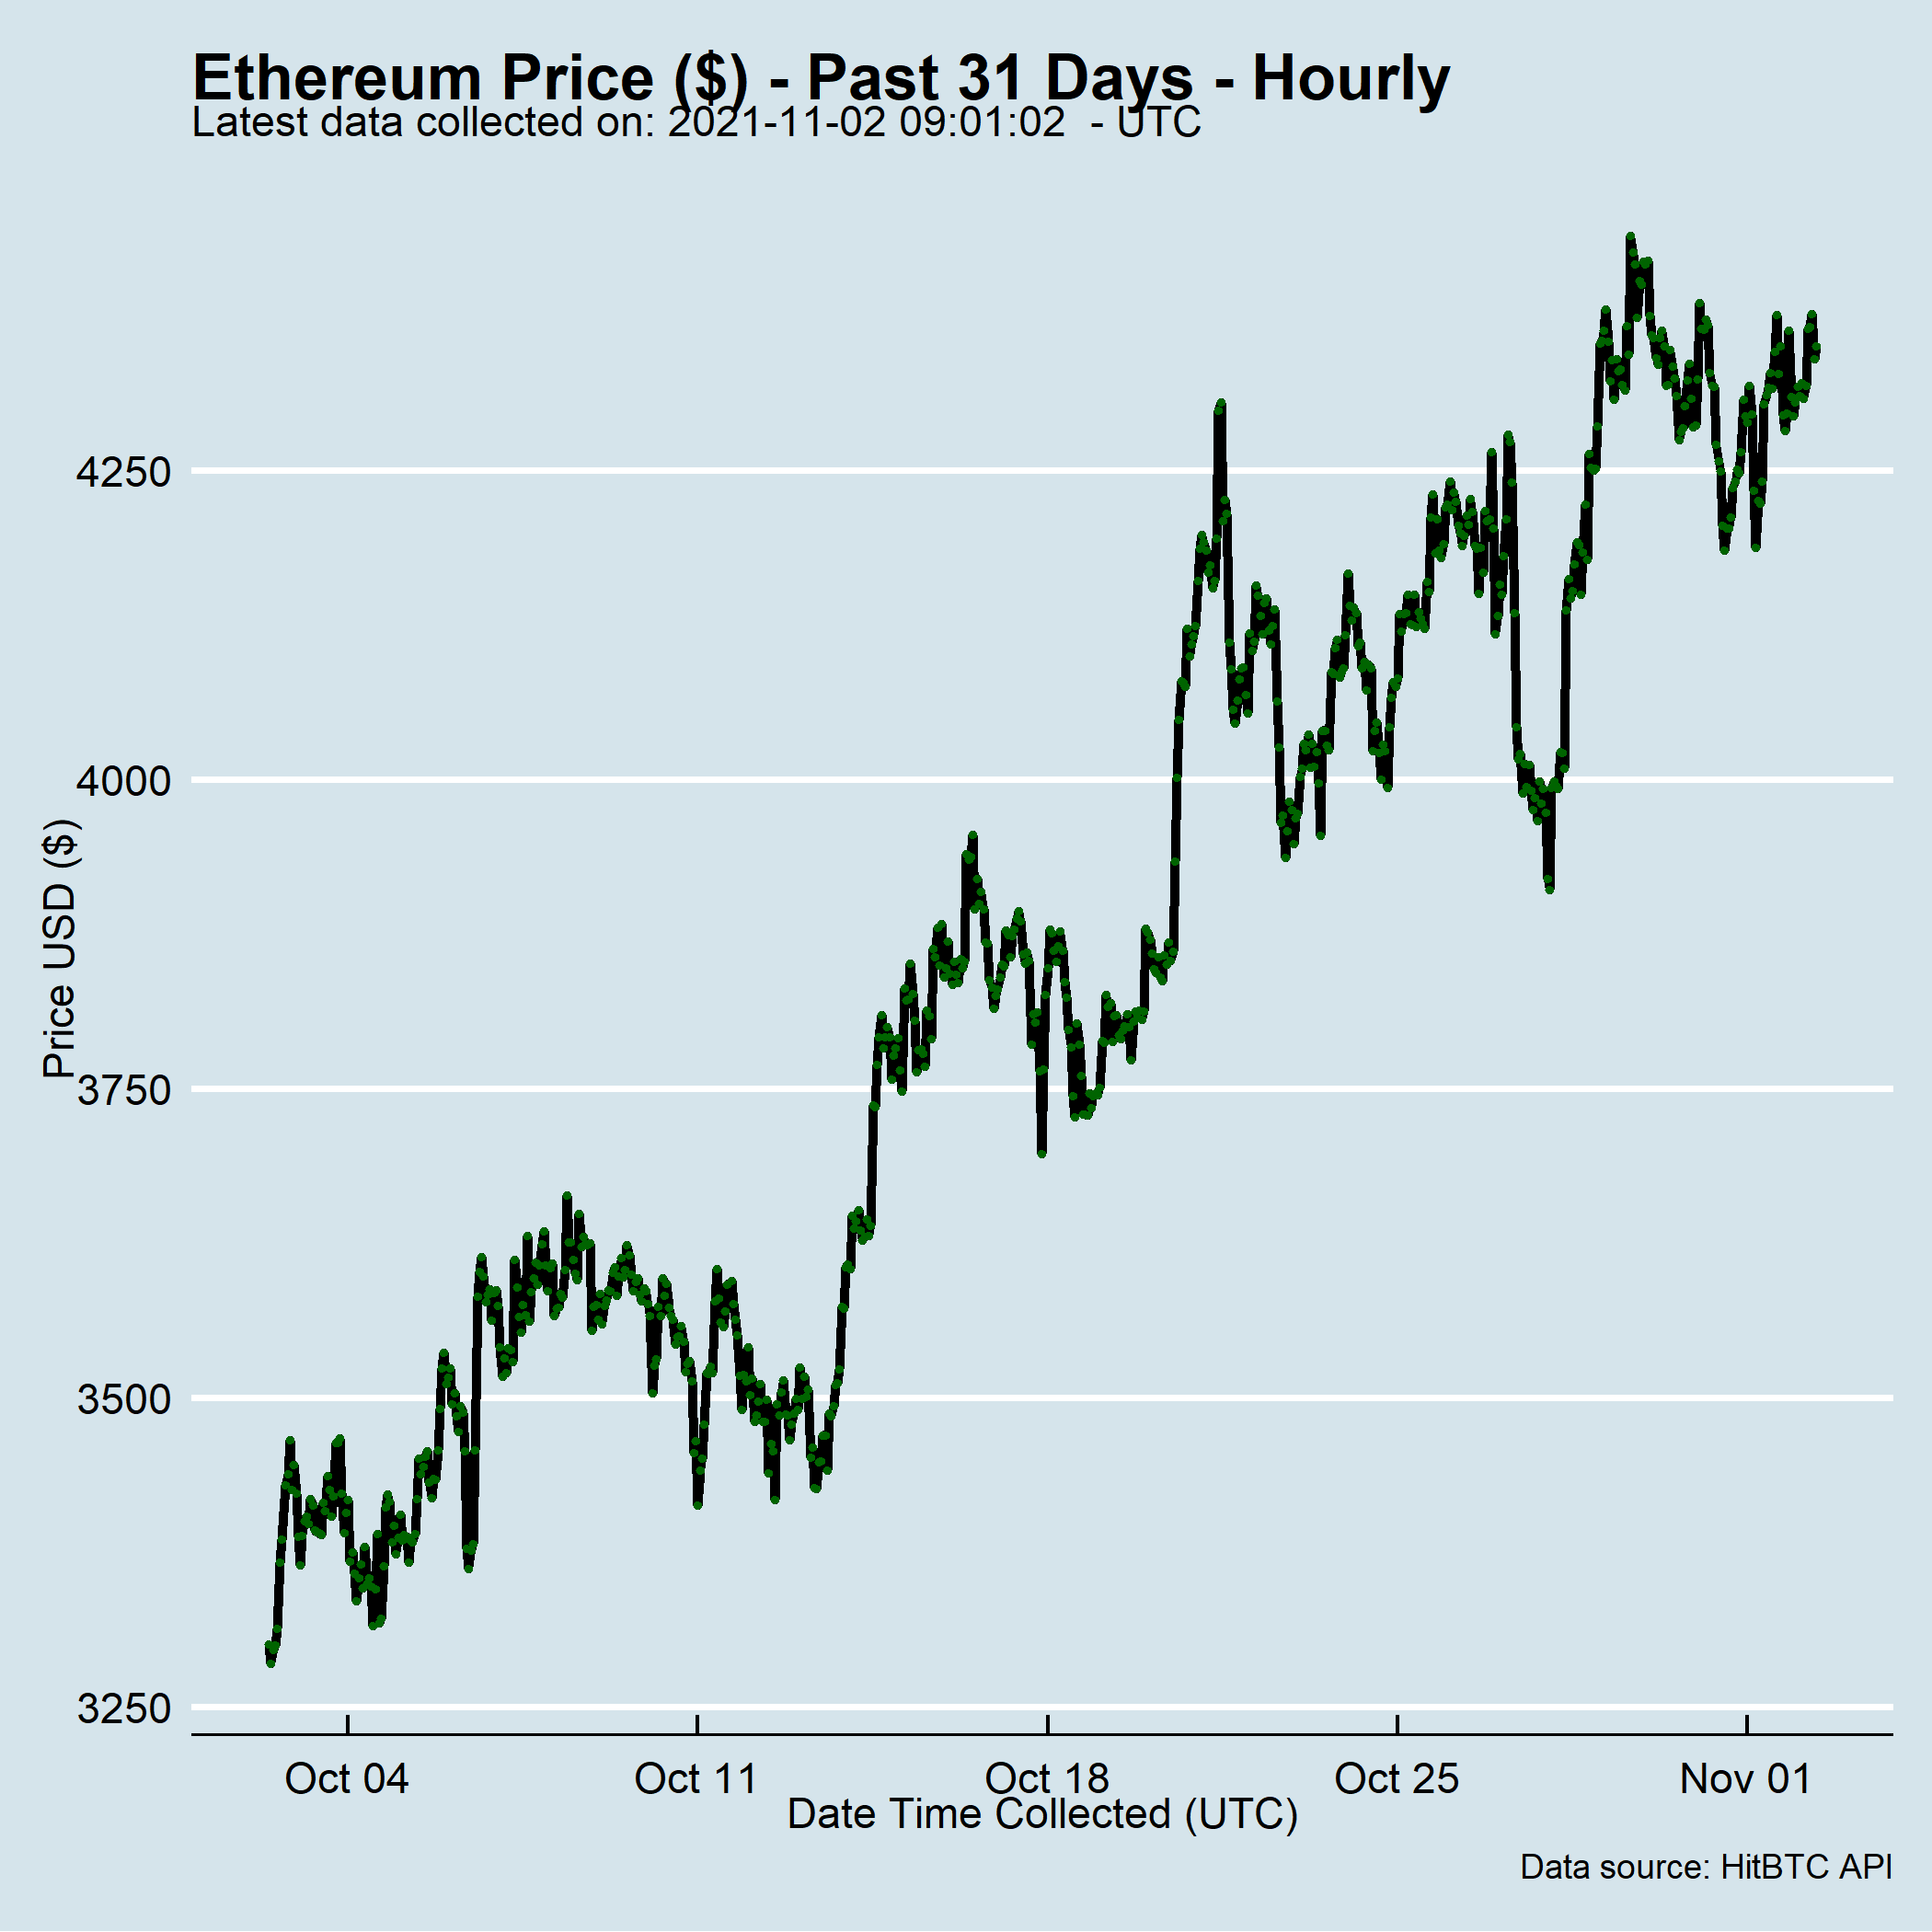 Ethereum Price ($) - Past 31 Days - Hourly
Latest data collected on: 2021-11-02 09:01:02  - UTC
4250
4000
3750
3500
3250
Price USD ($)
Oct 04
Oct 11
Oct 18
Oct 25
Nov 01
Date Time Collected (UTC)
Data source: HitBTC API